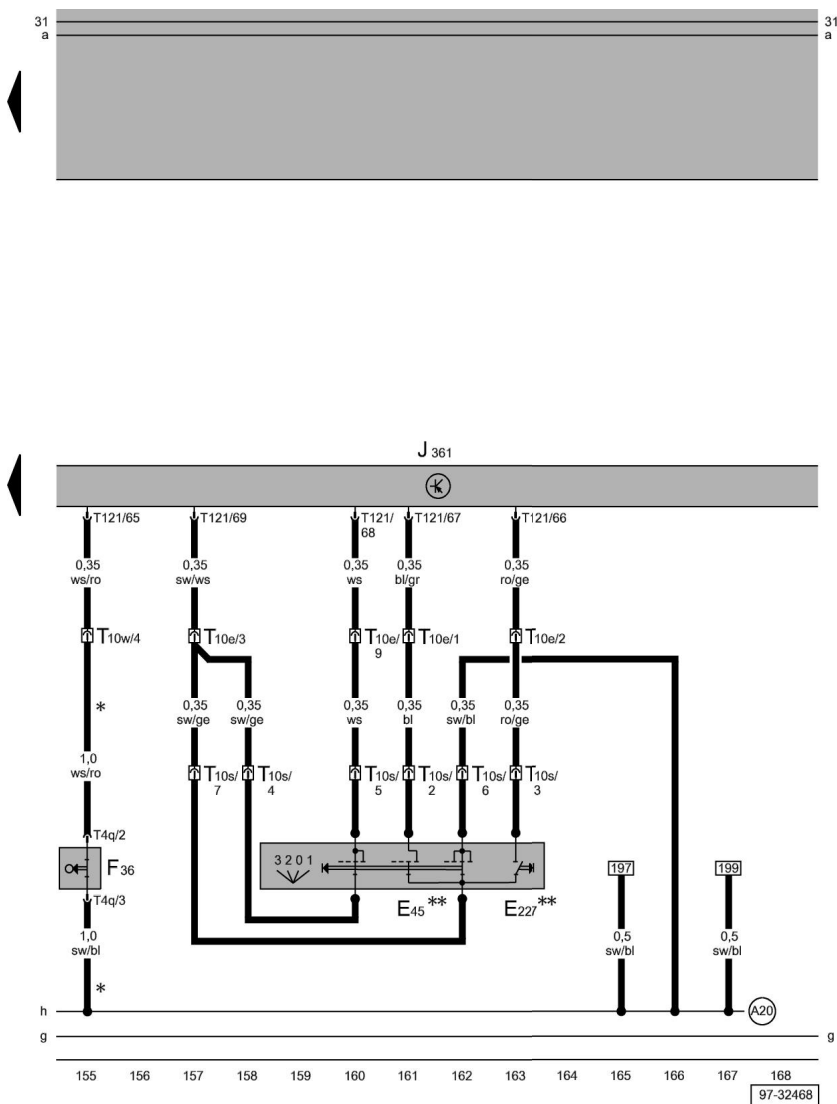 31 31
a a
J 361
T121/65 T121/69 T121/ T121/67 T121/66
68
0,35 0,35 0,35 0,35 0,35
ws/ro sw/ws ws bl/gr ro/ge
T10w/4 T10e/3 T10e/ T10e/1 T10e/2
9
*
0,35 0,35 0,35 0,35 0,35 0,35
sw/ge sw/ge ws bl sw/bl ro/ge
1,0
ws/ro
T10s/ T10s/ T10s/ T10s/ T10s/ T10s/
7 4 5 2 6 3
T4q/2
F36
3 2 0 1
197 199
T4q/3
E45** E227**
1,0 0,5 0,5
sw/bl sw/bl sw/bl
*
h A20
g g
155 156 157 158 159 160 161 162 163 164 165 166 167 168
97-32468